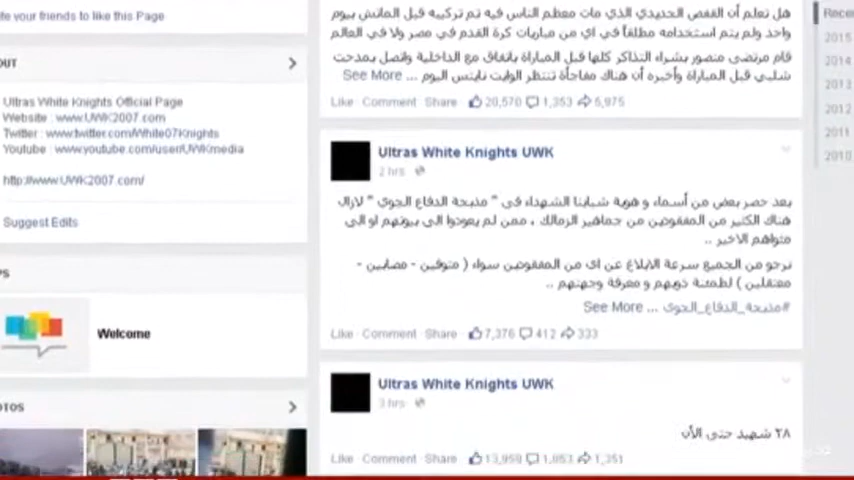 te your friends to like this Page
OUT
Ultras White Knights Official Page
Website : www.UWK2007.com
Twitter : www.twitter.com/White07Knights
Youtube : www.youtube.com/user/UWKmedia
http://www.UWK2007.com/
Suggest Edits
PS
Welcome
OTOS
هل تعلم أن القفص الحديدي الذي مات معظم الناس فيه تم تركيبه قبل الماتش بيوم
واحد ولم يتم استخدامه مطلقاً في اي من مباريات كرة القدم في مصر ولا في العالم
قام مرتضى منصور بشراء التذاكر كلها قبل المباراة باتفاق مع الداخلية واتصل بمدحت
شلبي قبل المباراة وأخبره أن هناك مفاجأة تنتظر الوايت نايتس اليوم ... See More
Like · Comment · Share 20,570 1,353 5,975
Ultras White Knights UWK
2 hrs
بعد حصر بعض من أسماء و هوية شبابنا الشهداء فى " مذبحة الدفاع الجوي " لازال
هناك الكثير من المفقودين من جماهير الزمالك ، ممن لم يعودوا الى بيوتهم او الى
مثواهم الاخير ..
نرجو من الجميع سرعة الابلاغ عن اى من المفقودين سواء ( متوفين - مصابين -
معتقلين ) لطمئنة ذويهم و معرفة وجهتهم ..
#مذبحة_الدفاع_الجوى ... See More
Like · Comment · Share 7,376 412 333
Ultras White Knights UWK
3 hrs
٢٨ شهيد حتى الأن
Like · Comment · Share 13,959 1,053 1,351
Recen
2015
2014
2013
2012
2011
2010